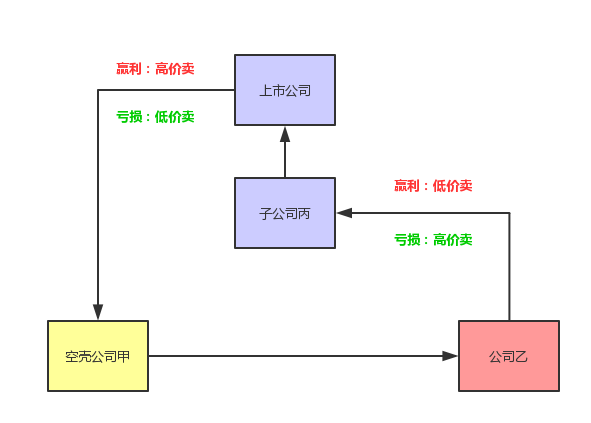 赢利：高价卖
上市公司
亏损：低价卖
子公司丙
赢利：低价卖
亏损：高价卖
空壳公司甲
公司乙